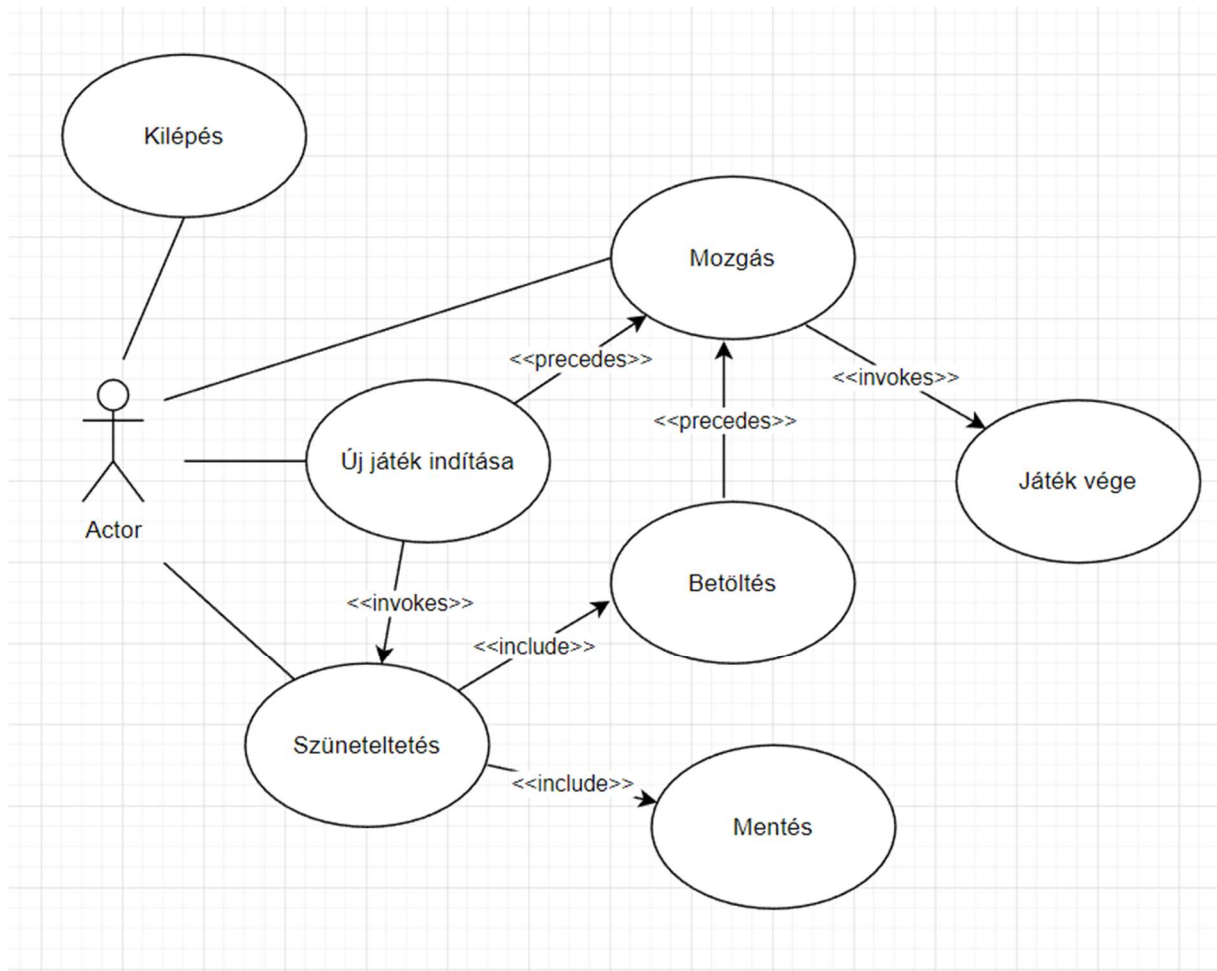 Kilépés
Mozgás
<<precedes>>
<<invokes>>
<<precedes>>
Új játék indítása
Játék vége
Actor
Betöltés
<<invokes>>
<<include>>
Szüneteltetés
<<include>>
Mentés